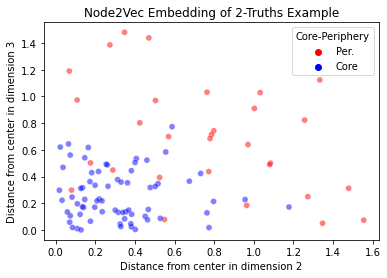 Node2Vec Embedding of 2-Truths Example
Core-Periphery
Per.
Core
Distance from center in dimension 3
1.4
1.2
1.0
0.8
0.6
0.4
0.2
0.0
0.0 0.2 0.4 0.6 0.8 1.0 1.2 1.4 1.6
Distance from center in dimension 2